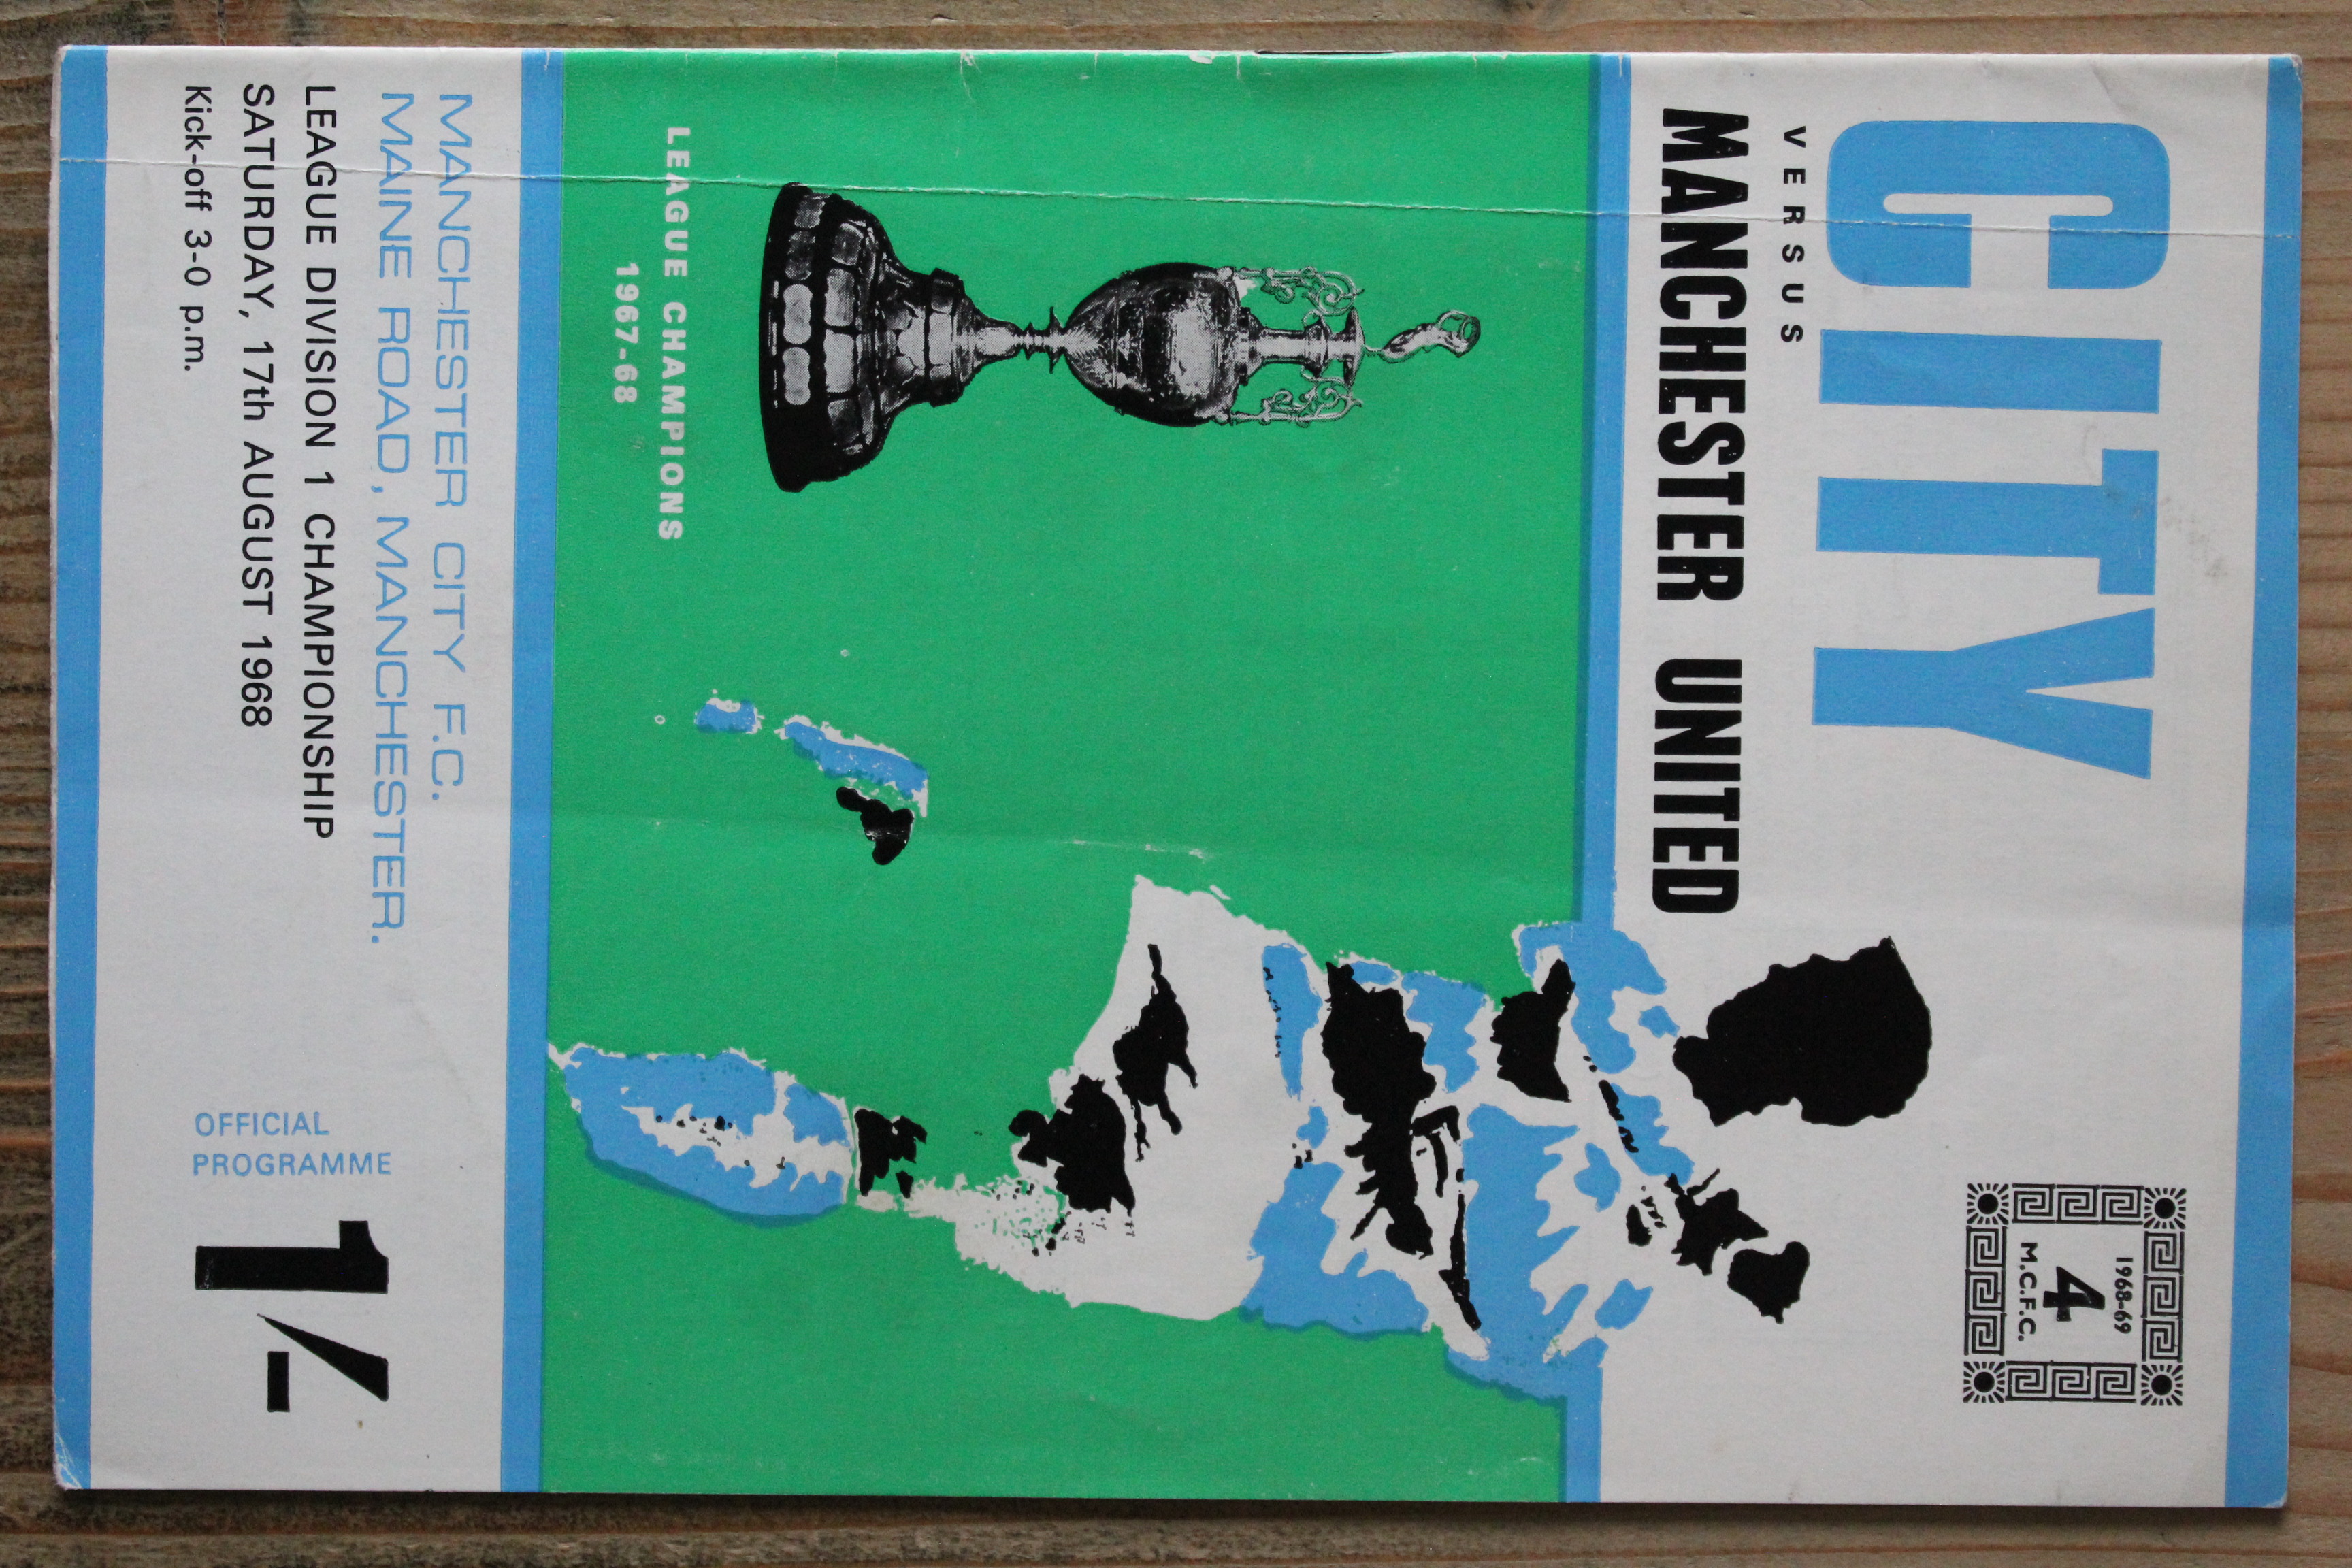 CITY
VERSUS
MANCHESTER UNITED
1968-69
4
M.C.F.C.
LEAGUE CHAMPIONS
1967-68
MANCHESTER CITY F.C.
MAINE ROAD, MANCHESTER.
LEAGUE DIVISION 1 CHAMPIONSHIP
SATURDAY, 17th AUGUST 1968
Kick-off 3-0 p.m.
OFFICIAL
PROGRAMME
1/-